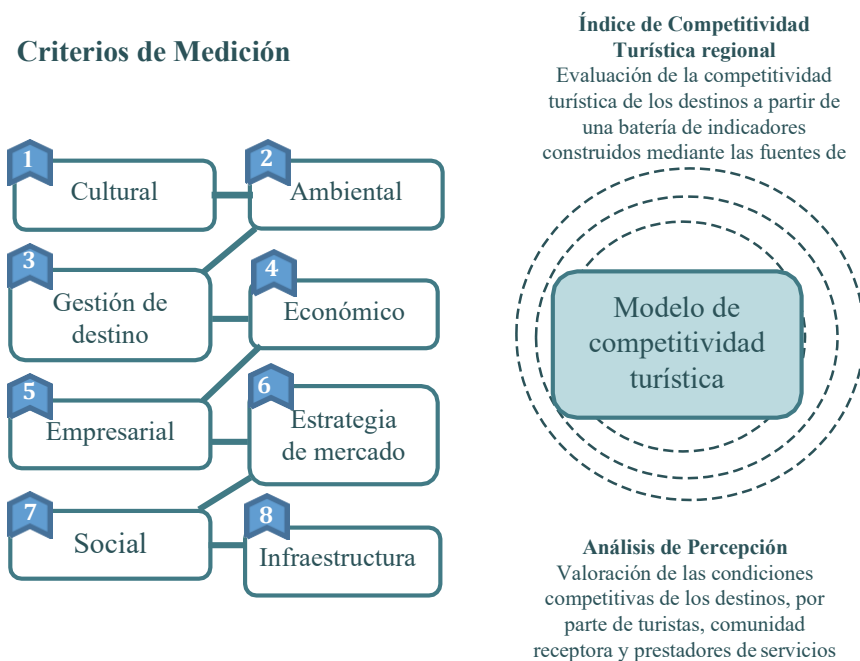 Criterios de Medición
1
Cultural
2
Ambiental
3
Gestión de
destino
4
Económico
5
Empresarial
6
Estrategia
de mercado
7
Social
8
Infraestructura
Índice de Competitividad
Turística regional
Evaluación de la competitividad
turística de los destinos a partir de
una batería de indicadores
construidos mediante las fuentes de
Modelo de
competitividad
turística
Análisis de Percepción
Valoración de las condiciones
competitivas de los destinos, por
parte de turistas, comunidad
receptora y prestadores de servicios